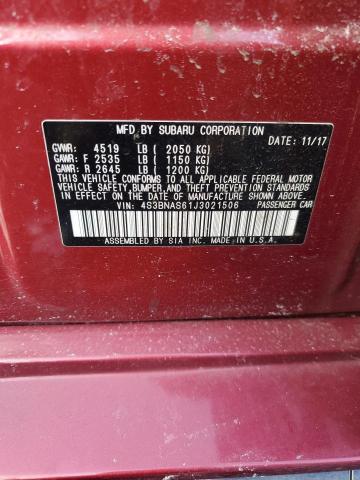 MFD BY SUBARU CORPORATION
DATE: 11/17
GVWR: 4519 LB ( 2050 KG)
GAWR: F 2535 LB ( 1150 KG)
GAWR: R 2645 LB ( 1200 KG)
THIS VEHICLE CONFORMS TO ALL APPLICABLE FEDERAL MOTOR
VEHICLE SAFETY, BUMPER, AND THEFT PREVENTION STANDARDS
IN EFFECT ON THE DATE OF MANUFACTURE SHOWN ABOVE.
VIN: 4S3BNAS61J3021506 PASSENGER CAR
ASSEMBLED BY SIA INC. MADE IN U.S.A.